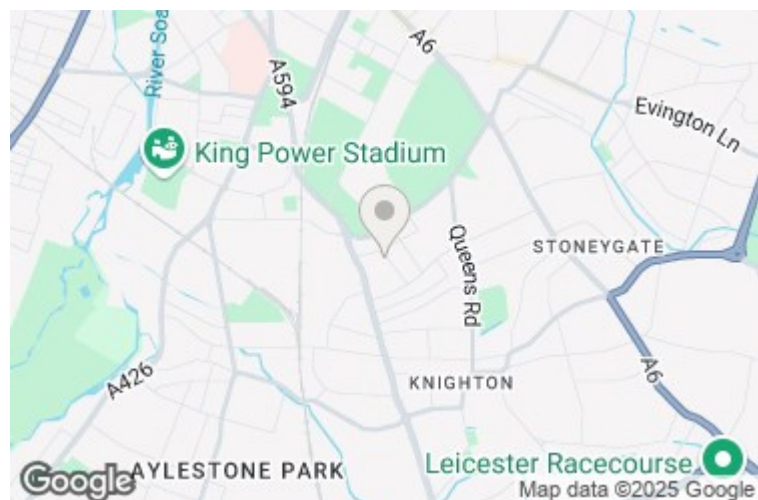 River Soa
A594
A6
Evington Ln
King Power Stadium
Queens Rd
STONEYGATE
A426
KNIGHTON
A6
AYLESTONE PARK
Leicester Racecourse
Google
Map data ©2025 Google